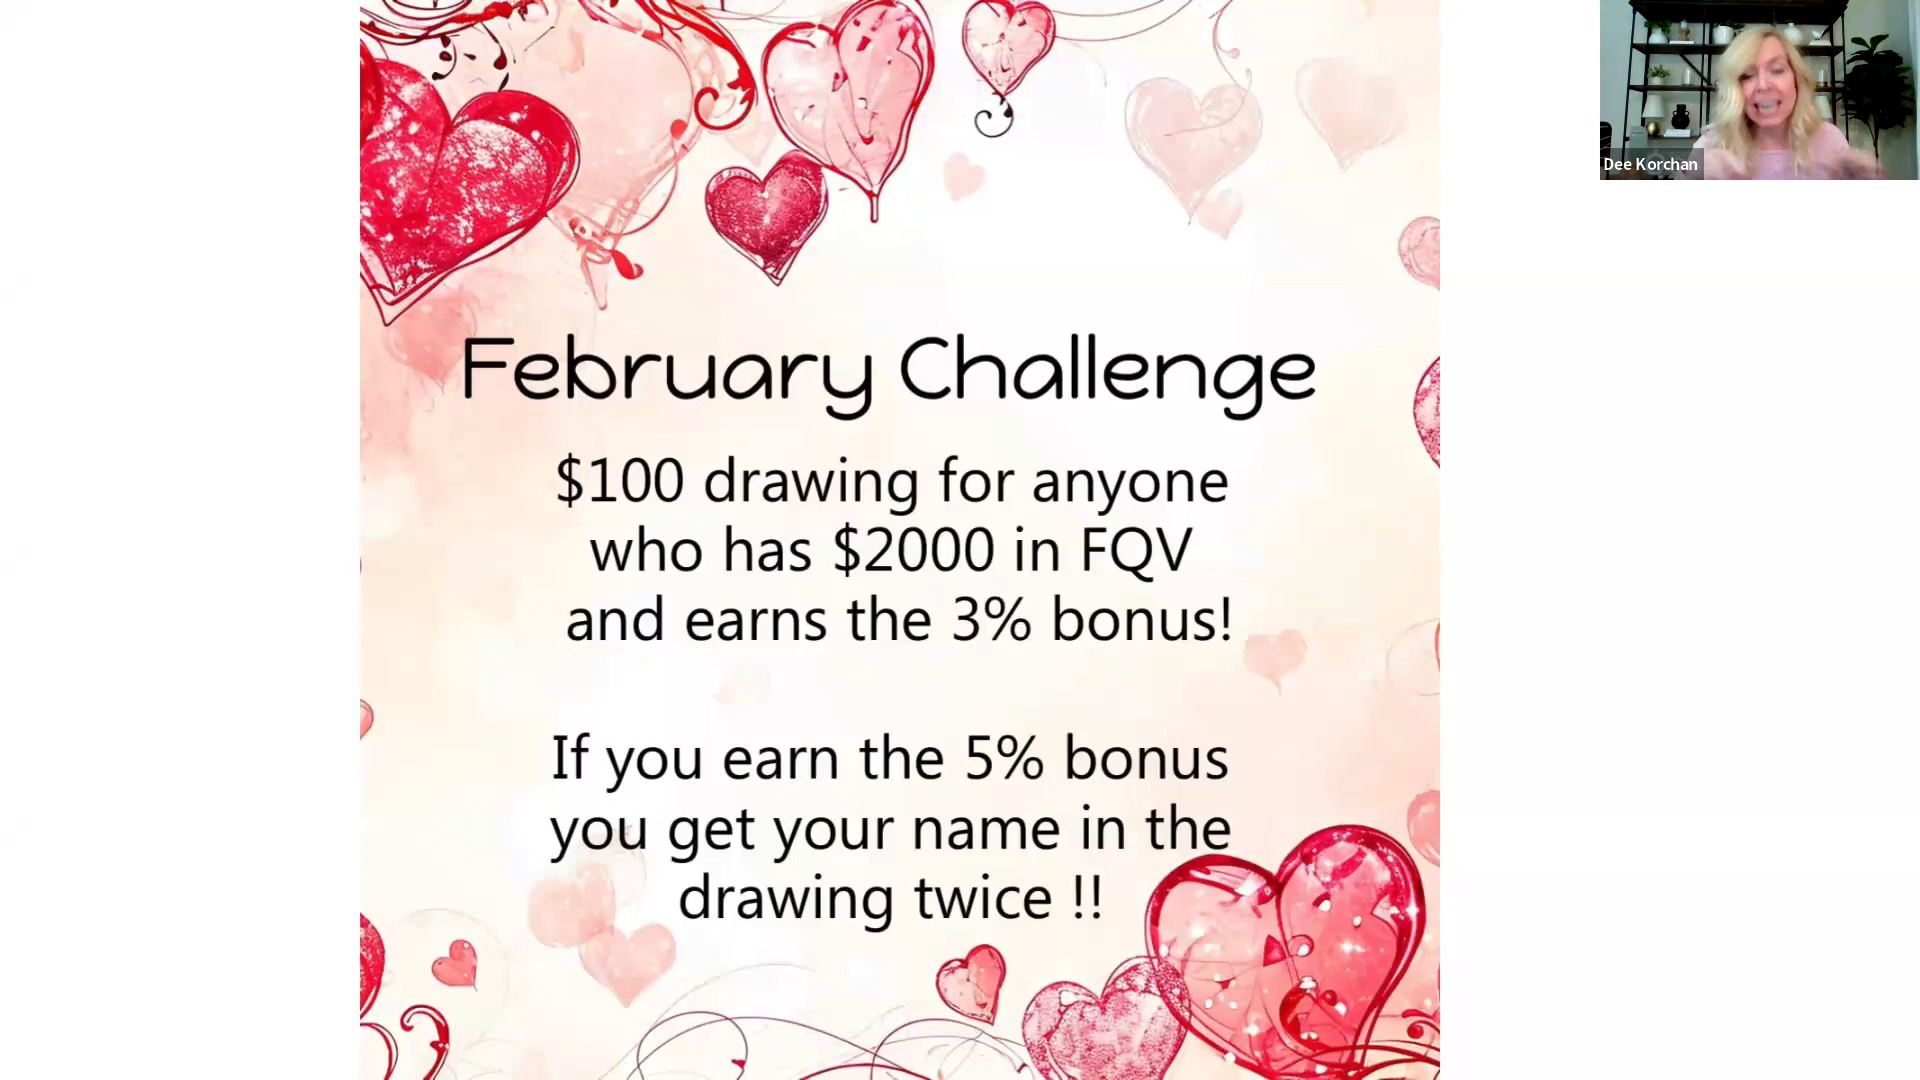 February Challenge
$100 drawing for anyone
who has $2000 in FQV
and earns the 3% bonus!
If you earn the 5% bonus
you get your name in the
drawing twice !!
Dee Korchan